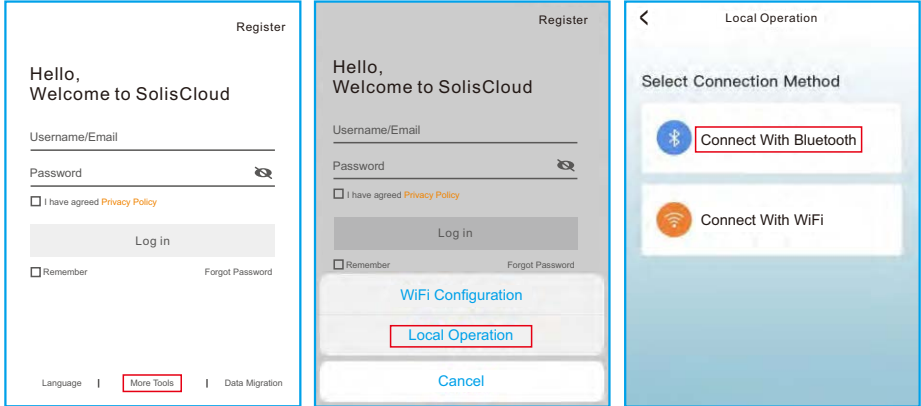 Register
Hello,
Welcome to SolisCloud
Username/Email
Password
I have agreed Privacy Policy
Log in
Remember Forgot Password
Language | More Tools | Data Migration
Register
Hello,
Welcome to SolisCloud
Username/Email
Password
I have agreed Privacy Policy
Log in
Remember Forgot Password
WiFi Configuration
Local Operation
Cancel
Local Operation
Select Connection Method
Connect With Bluetooth
Connect With WiFi